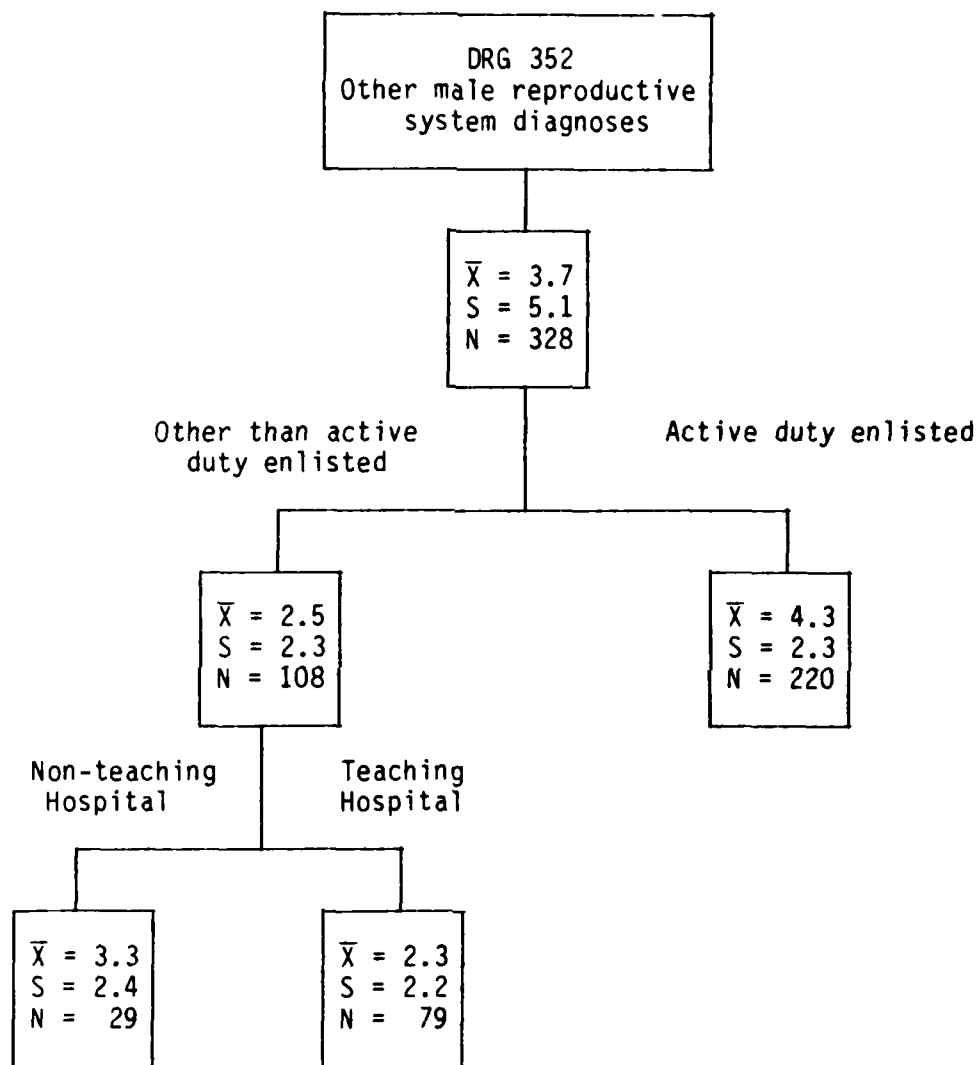 DRG 352
Other male reproductive
system diagnoses
X̄ = 3.7
S = 5.1
N = 328
Other than active
duty enlisted
Active duty enlisted
X̄ = 2.5
S = 2.3
N = 108
X̄ = 4.3
S = 2.3
N = 220
Non-teaching
Hospital
Teaching
Hospital
X̄ = 3.3
S = 2.4
N = 29
X̄ = 2.3
S = 2.2
N = 79